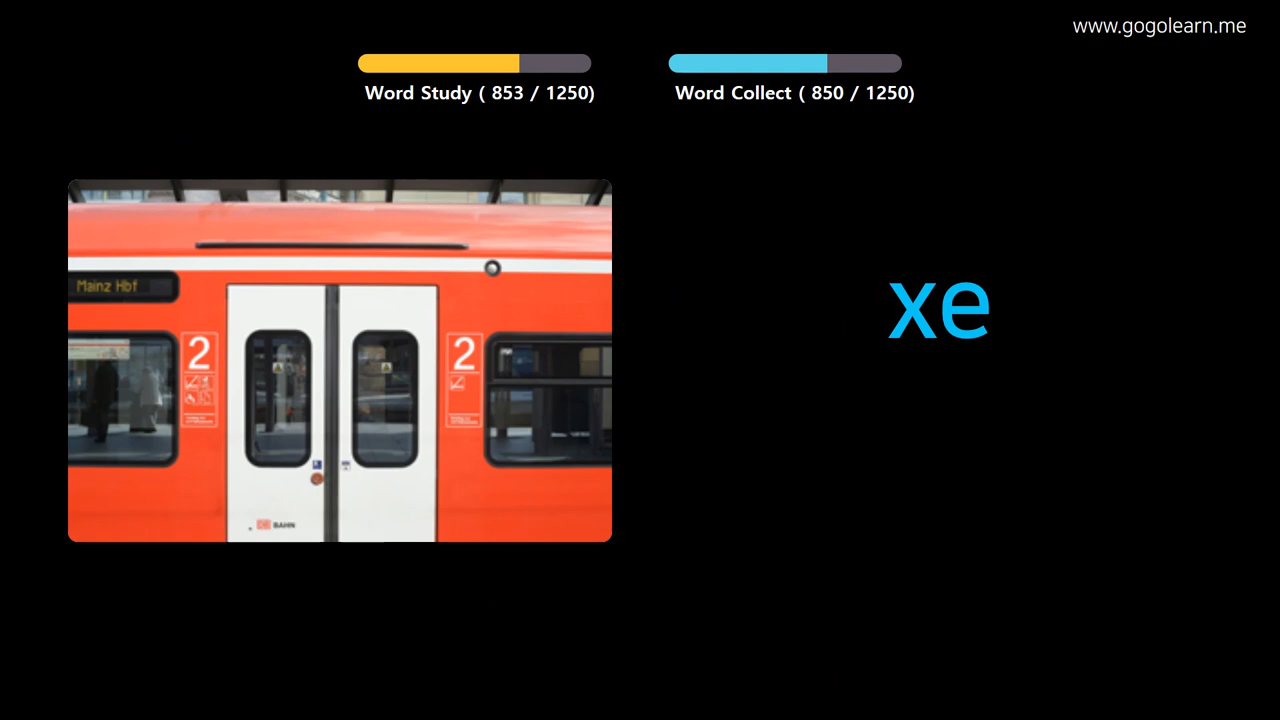 www.gogolearn.me
Word Study ( 853 / 1250)
Word Collect ( 850 / 1250)
Mainz Hbf
2
2
xe
DB BAHN